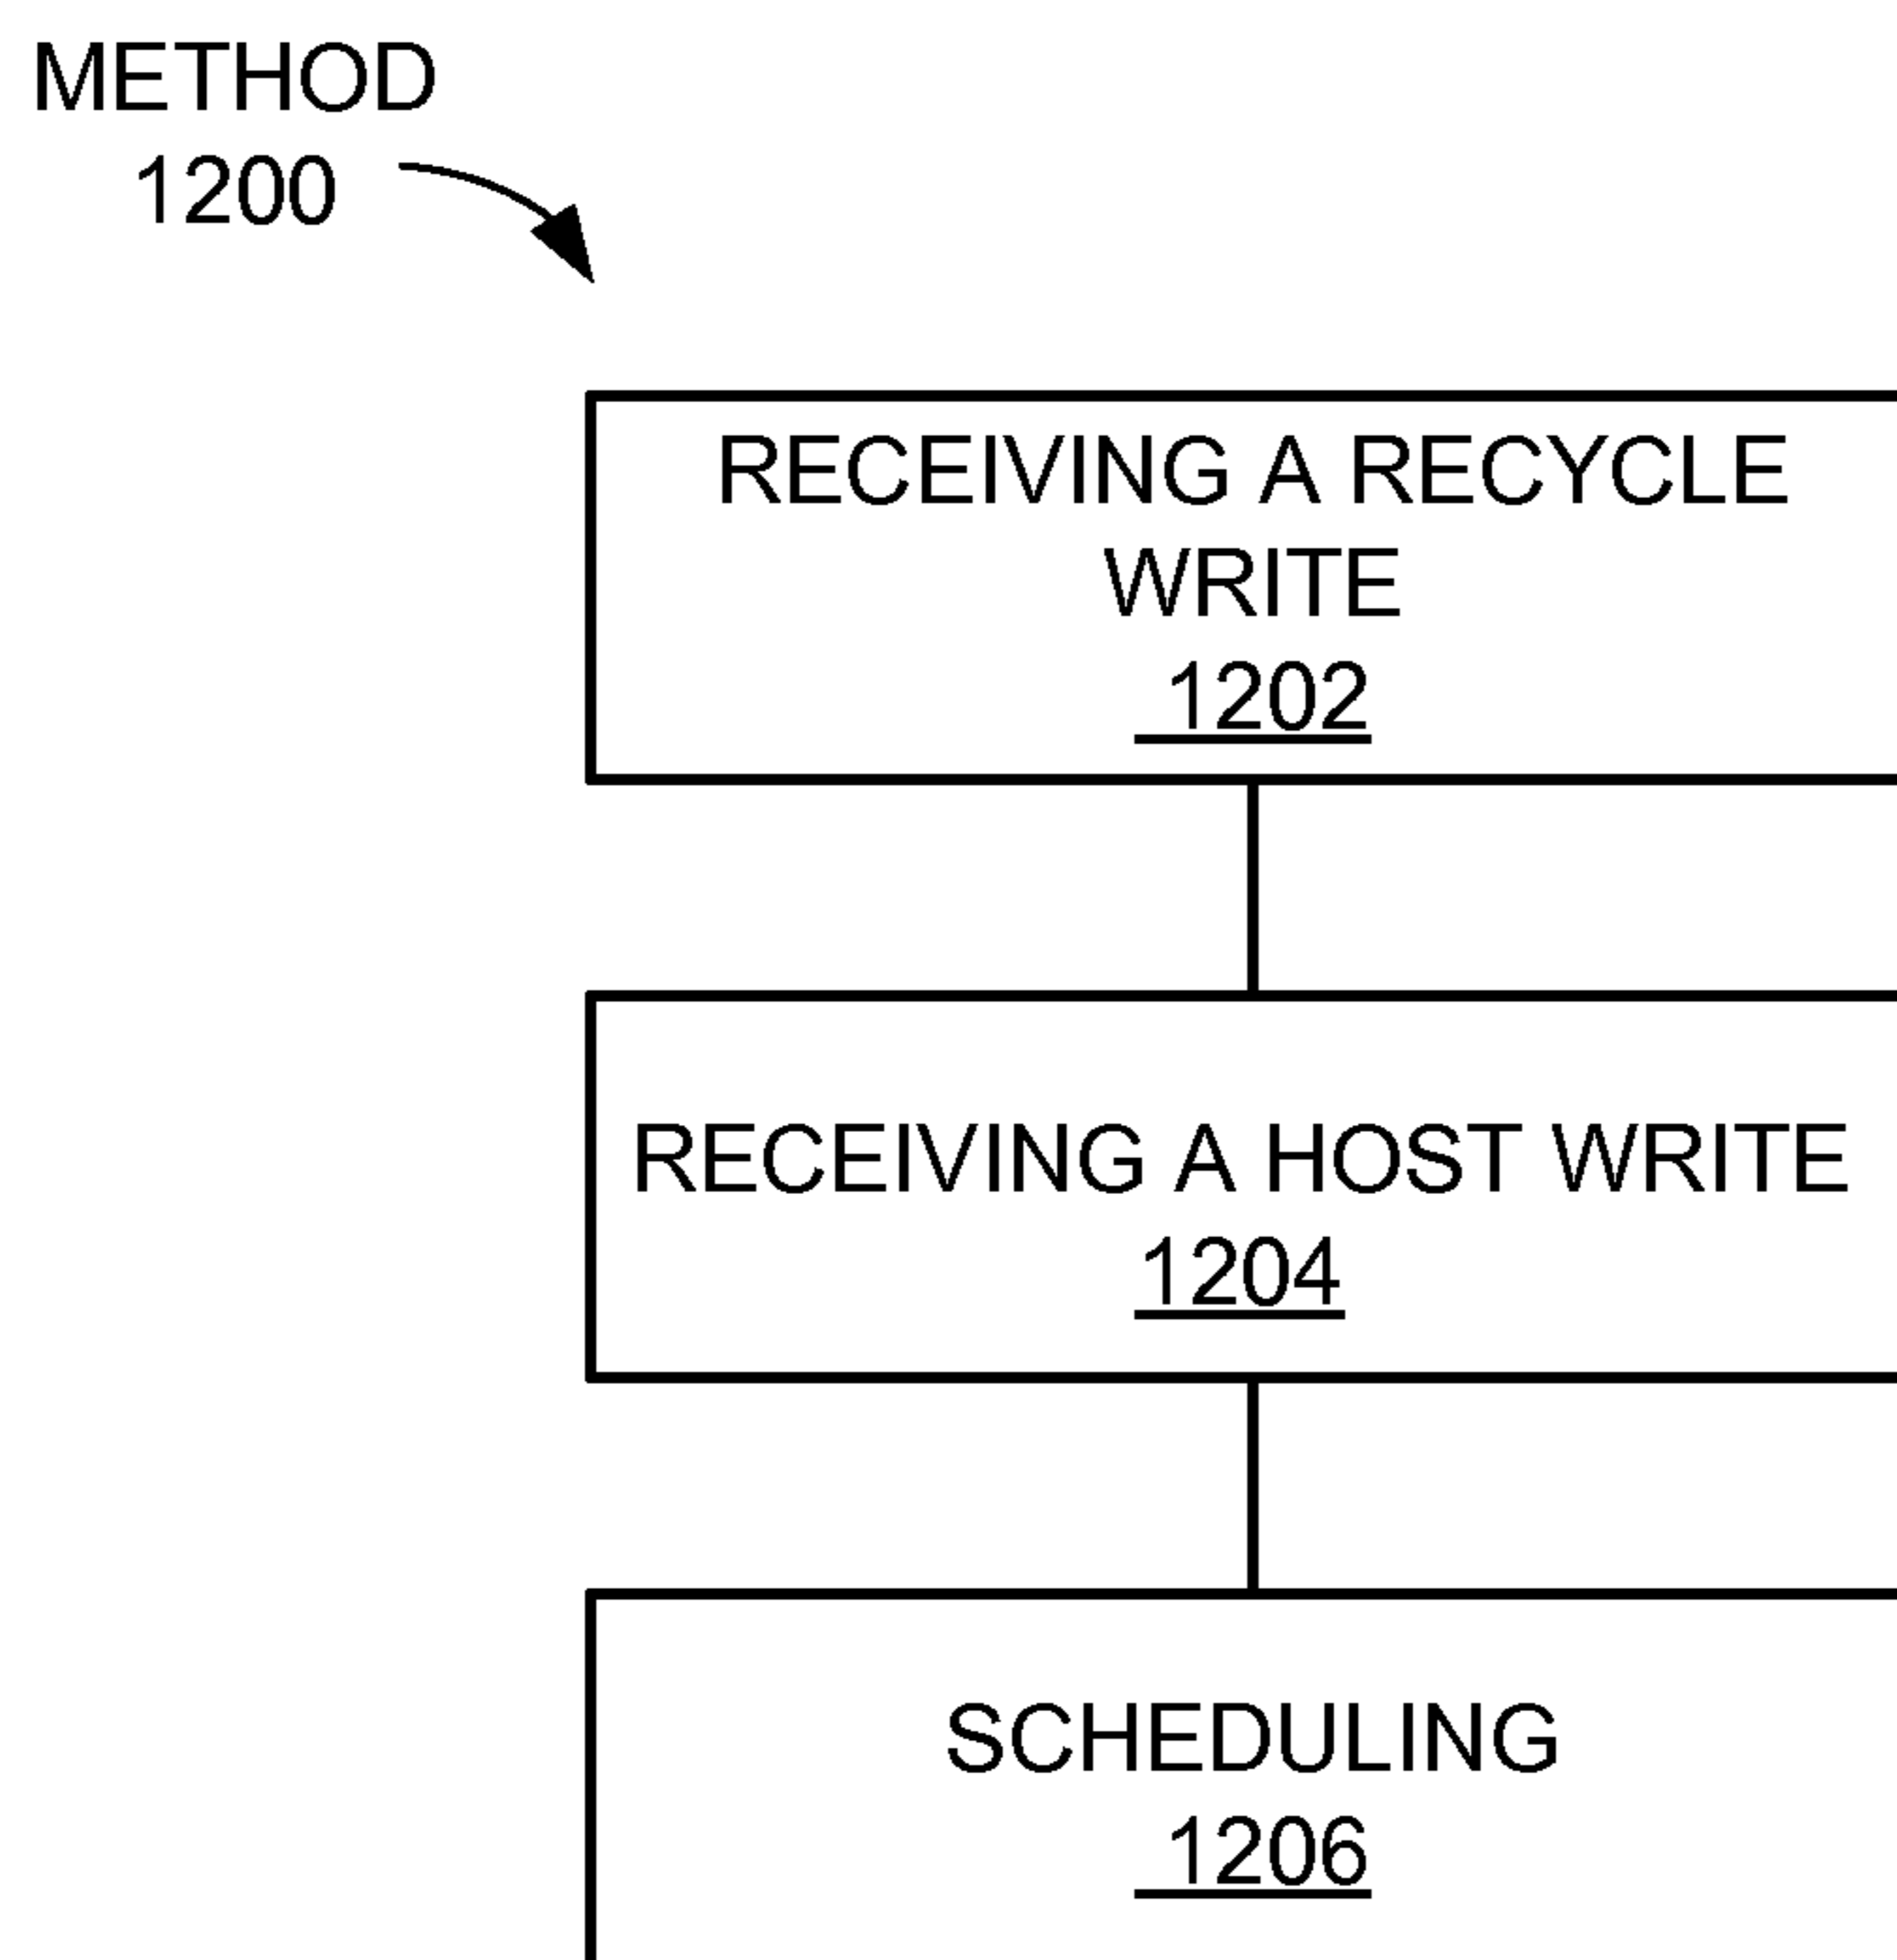 METHOD
1200
RECEIVING A RECYCLE
WRITE
1202
RECEIVING A HOST WRITE
1204
SCHEDULING
1206